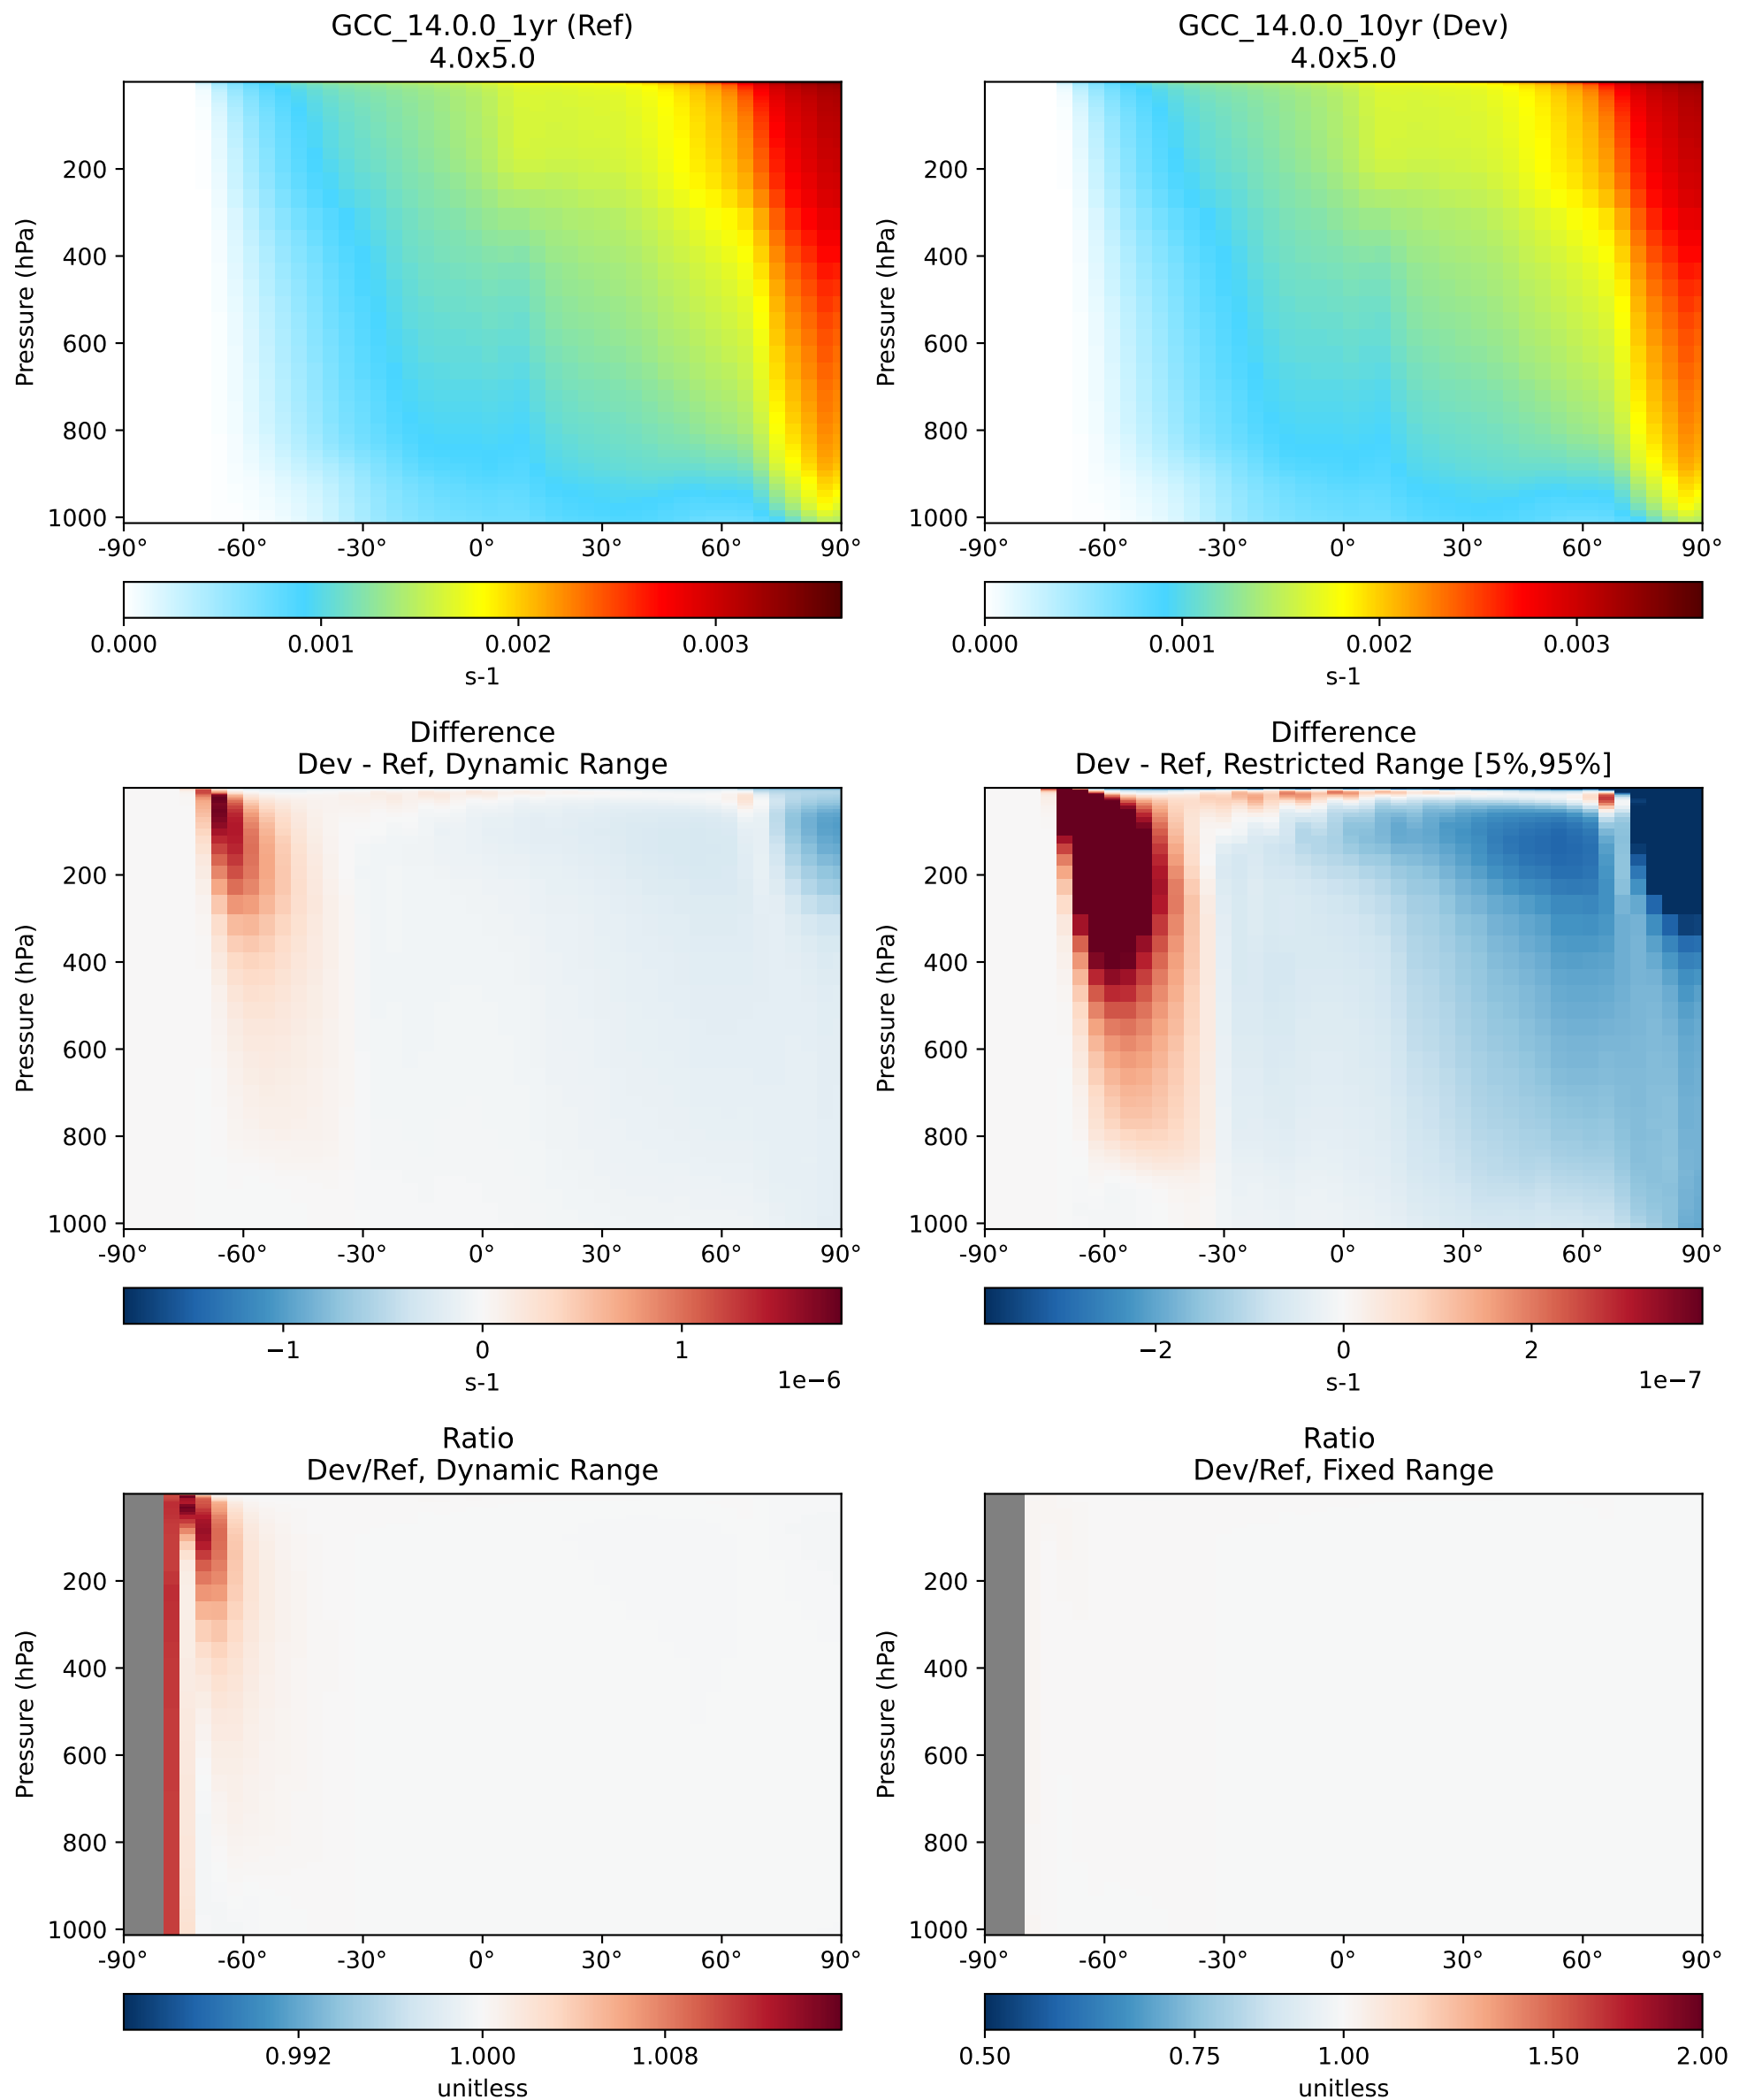 GCC_14.0.0_1yr (Ref)
4.0x5.0
Pressure (hPa)
200
400
600
800
1000
-90° -60° -30° 0° 30° 60° 90°
0.000 0.001 0.002 0.003
s-1
GCC_14.0.0_10yr (Dev)
4.0x5.0
Pressure (hPa)
200
400
600
800
1000
-90° -60° -30° 0° 30° 60° 90°
0.000 0.001 0.002 0.003
s-1
Difference
Dev - Ref, Dynamic Range
Pressure (hPa)
200
400
600
800
1000
-90° -60° -30° 0° 30° 60° 90°
−1 0 1
1e−6
s-1
Difference
Dev - Ref, Restricted Range [5%,95%]
Pressure (hPa)
200
400
600
800
1000
-90° -60° -30° 0° 30° 60° 90°
−2 0 2
1e−7
s-1
Ratio
Dev/Ref, Dynamic Range
Pressure (hPa)
200
400
600
800
1000
-90° -60° -30° 0° 30° 60° 90°
0.992 1.000 1.008
unitless
Ratio
Dev/Ref, Fixed Range
Pressure (hPa)
200
400
600
800
1000
-90° -60° -30° 0° 30° 60° 90°
0.50 0.75 1.00 1.50 2.00
unitless